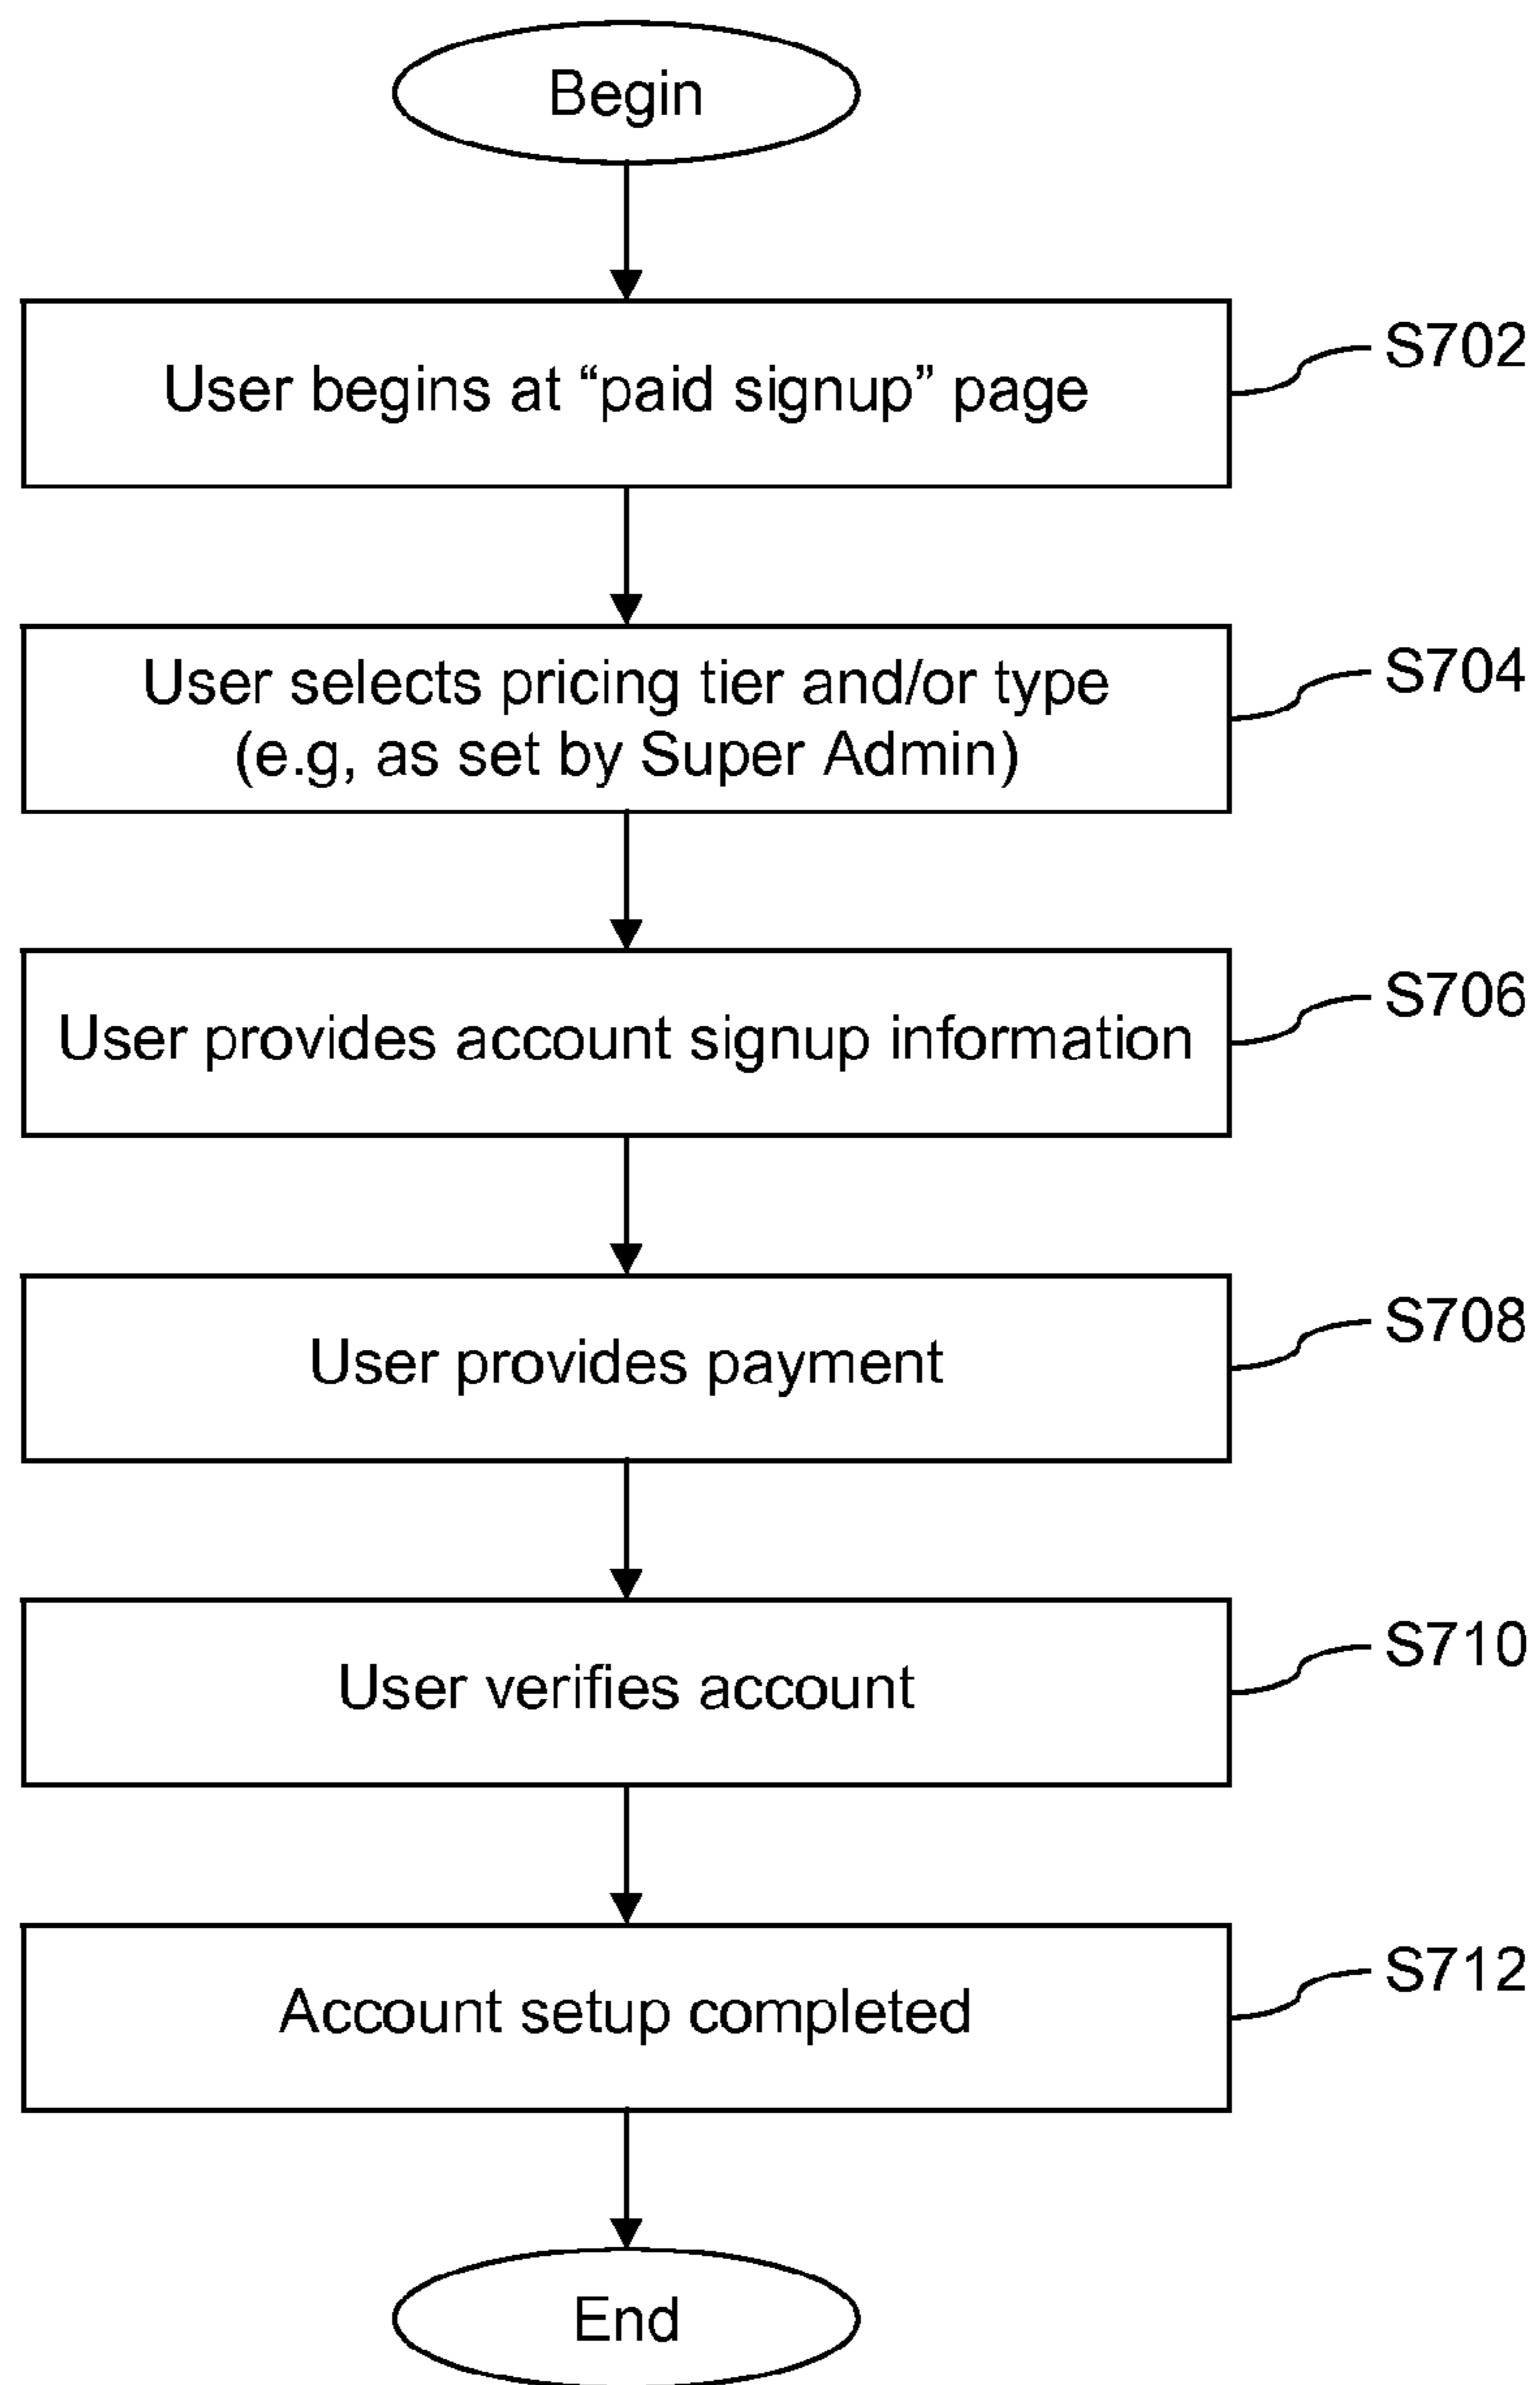 Begin
User begins at “paid signup” page
S702
User selects pricing tier and/or type
(e.g, as set by Super Admin)
S704
User provides account signup information
S706
User provides payment
S708
User verifies account
S710
Account setup completed
S712
End